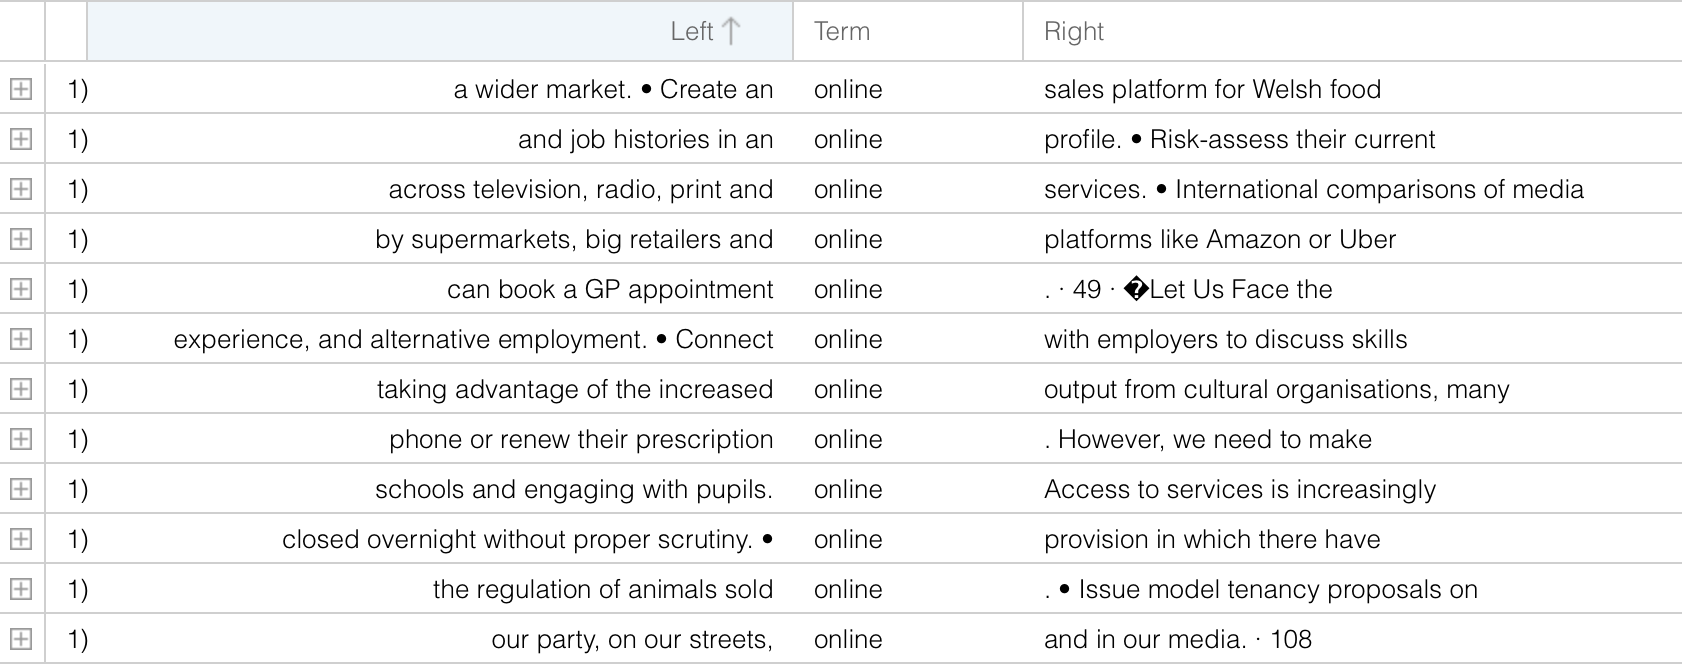 Left ↑ Term Right
1) a wider market. • Create an online sales platform for Welsh food
1) and job histories in an online profile. • Risk-assess their current
1) across television, radio, print and online services. • International comparisons of media
1) by supermarkets, big retailers and online platforms like Amazon or Uber
1) can book a GP appointment online . · 49 · �Let Us Face the
1) experience, and alternative employment. • Connect online with employers to discuss skills
1) taking advantage of the increased online output from cultural organisations, many
1) phone or renew their prescription online . However, we need to make
1) schools and engaging with pupils. online Access to services is increasingly
1) closed overnight without proper scrutiny. • online provision in which there have
1) the regulation of animals sold online . • Issue model tenancy proposals on
1) our party, on our streets, online and in our media. · 108